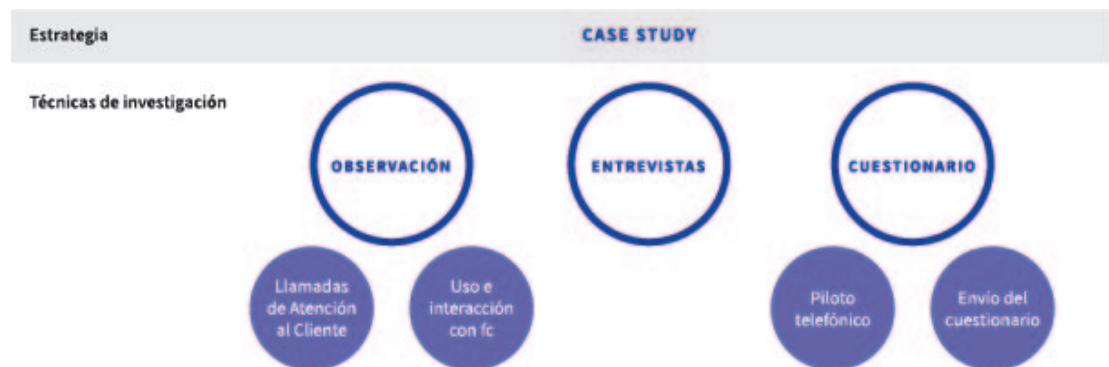 Estrategia
CASE STUDY
Técnicas de investigación
OBSERVACIÓN
ENTREVISTAS
CUESTIONARIO
Llamadas
de Atención
al Cliente
Uso e
interacción
con fc
Piloto
telefónico
Envío del
cuestionario